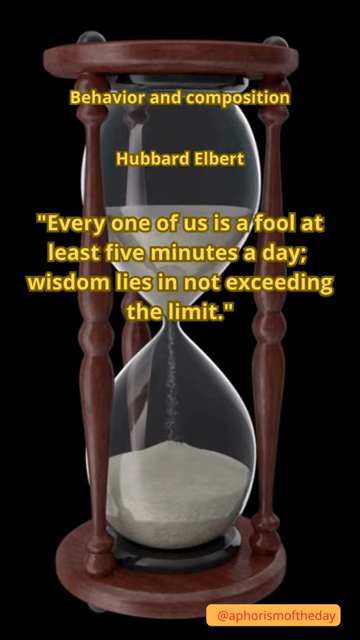 Behavior and composition
Hubbard Elbert
"Every one of us is a fool at
least five minutes a day;
wisdom lies in not exceeding
the limit."
@aphorismoftheday